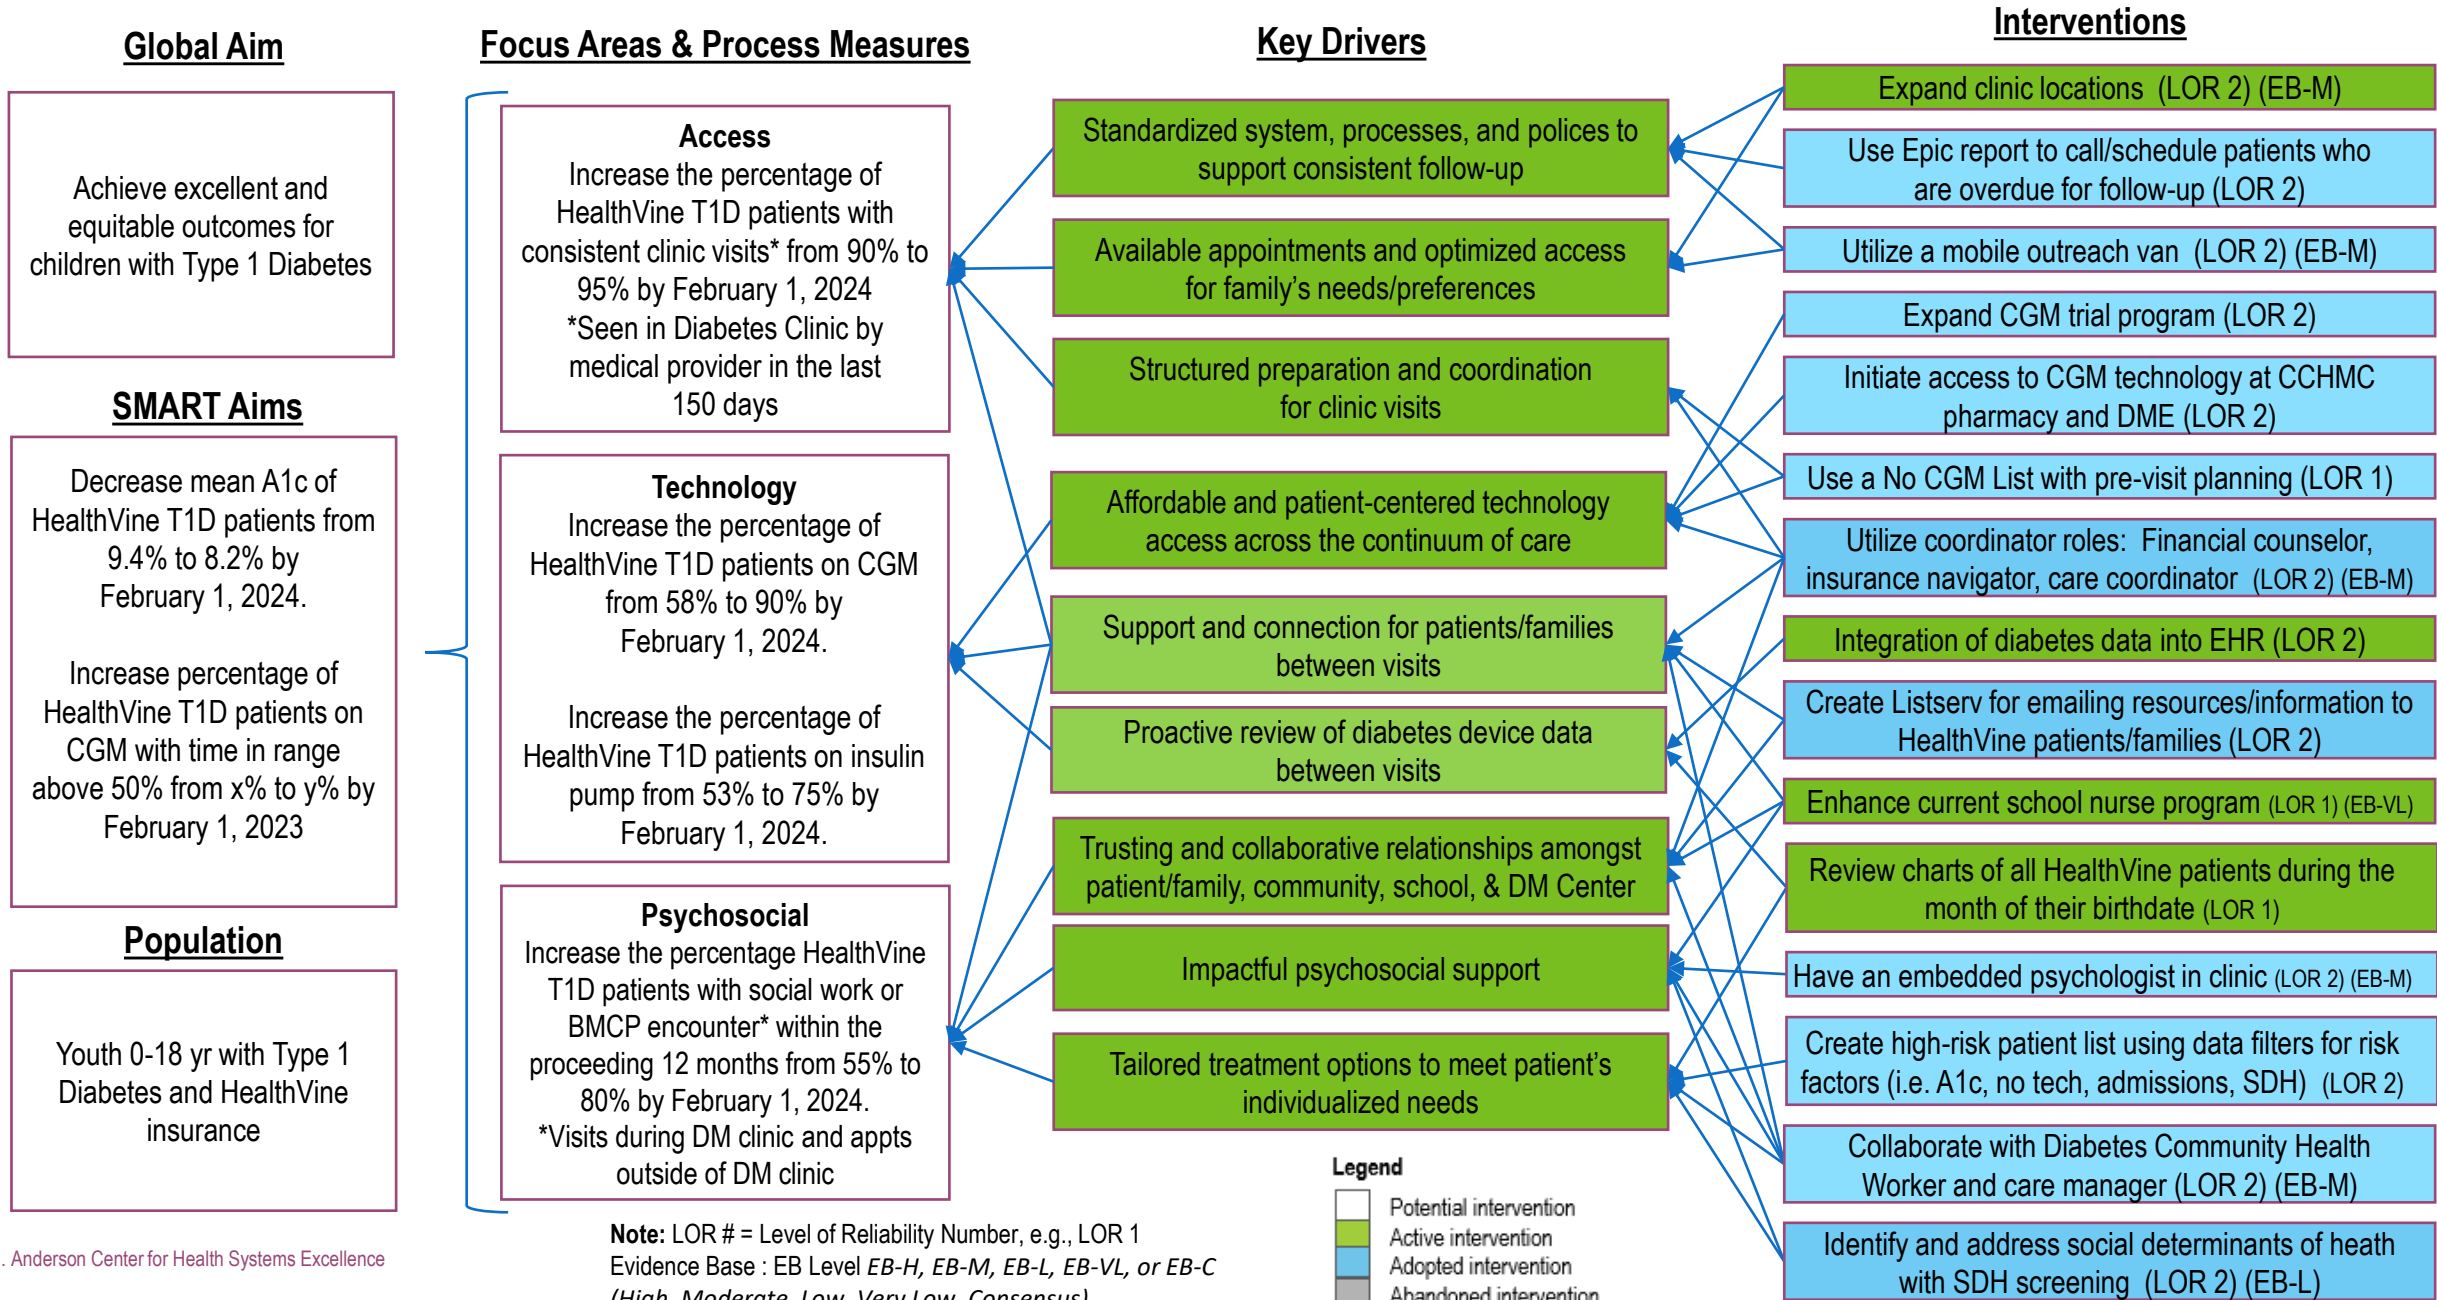 Global Aim
Achieve excellent and
equitable outcomes for
children with Type 1 Diabetes
SMART Aims
Decrease mean A1c of
HealthVine T1D patients from
9.4% to 8.2% by
February 1, 2024.
Increase percentage of
HealthVine T1D patients on
CGM with time in range
above 50% from x% to y% by
February 1, 2023
Population
Youth 0-18 yr with Type 1
Diabetes and HealthVine
insurance
. Anderson Center for Health Systems Excellence
Focus Areas & Process Measures
Access
Increase the percentage of
HealthVine T1D patients with
consistent clinic visits* from 90% to
95% by February 1, 2024
*Seen in Diabetes Clinic by
medical provider in the last
150 days
Technology
Increase the percentage of
HealthVine T1D patients on CGM
from 58% to 90% by
February 1, 2024.
Increase the percentage of
HealthVine T1D patients on insulin
pump from 53% to 75% by
February 1, 2024.
Psychosocial
Increase the percentage HealthVine
T1D patients with social work or
BMCP encounter* within the
proceeding 12 months from 55% to
80% by February 1, 2024.
*Visits during DM clinic and appts
outside of DM clinic
Note: LOR # = Level of Reliability Number, e.g., LOR 1
Evidence Base : EB Level EB-H, EB-M, EB-L, EB-VL, or EB-C
(High, Moderate, Low, Very Low, Consensus)
Key Drivers
Standardized system, processes, and polices to
support consistent follow-up
Available appointments and optimized access
for family's needs/preferences
Structured preparation and coordination
for clinic visits
Affordable and patient-centered technology
access across the continuum of care
Support and connection for patients/families
between visits
Proactive review of diabetes device data
between visits
Trusting and collaborative relationships amongst
patient/family, community, school, & DM Center
Impactful psychosocial support
Tailored treatment options to meet patient's
individualized needs
Legend
Potential intervention
Active intervention
Adopted intervention
Abandoned intervention
Interventions
Expand clinic locations (LOR 2) (EB-M)
Use Epic report to call/schedule patients who
are overdue for follow-up (LOR 2)
Utilize a mobile outreach van (LOR 2) (EB-M)
Expand CGM trial program (LOR 2)
Initiate access to CGM technology at CCHMC
pharmacy and DME (LOR 2)
Use a No CGM List with pre-visit planning (LOR 1)
Utilize coordinator roles: Financial counselor,
insurance navigator, care coordinator (LOR 2) (EB-M)
Integration of diabetes data into EHR (LOR 2)
Create Listserv for emailing resources/information to
HealthVine patients/families (LOR 2)
Enhance current school nurse program (LOR 1) (EB-VL)
Review charts of all HealthVine patients during the
month of their birthdate (LOR 1)
Have an embedded psychologist in clinic (LOR 2) (EB-M)
Create high-risk patient list using data filters for risk
factors (i.e. A1c, no tech, admissions, SDH) (LOR 2)
Collaborate with Diabetes Community Health
Worker and care manager (LOR 2) (EB-M)
Identify and address social determinants of heath
with SDH screening (LOR 2) (EB-L)